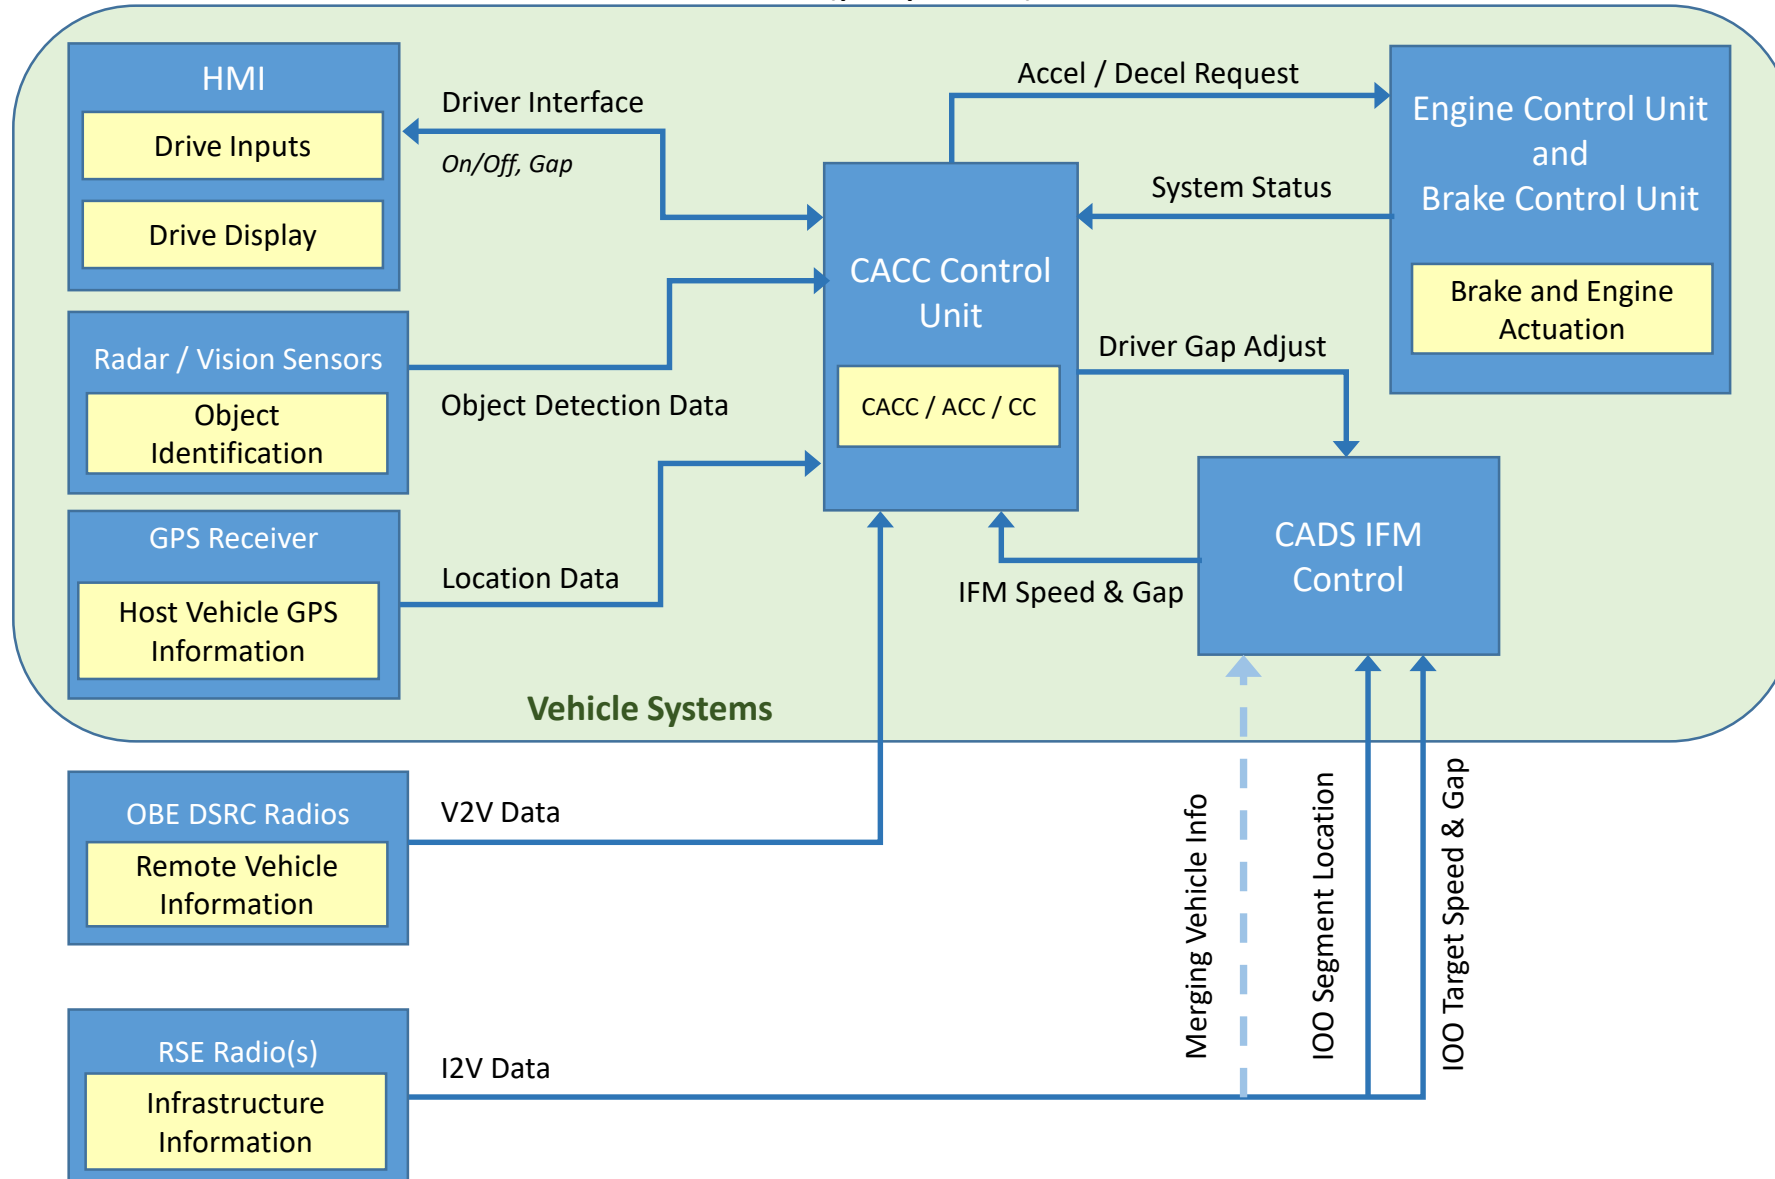 HMI
Drive Inputs
Drive Display
Driver Interface
On/Off, Gap
Radar / Vision Sensors
Object
Identification
Object Detection Data
GPS Receiver
Host Vehicle GPS
Information
Location Data
CACC Control
Unit
CACC / ACC / CC
Accel / Decel Request
System Status
Engine Control Unit
and
Brake Control Unit
Brake and Engine
Actuation
Driver Gap Adjust
CADS IFM
Control
IFM Speed & Gap
Vehicle Systems
OBE DSRC Radios
Remote Vehicle
Information
V2V Data
RSE Radio(s)
Infrastructure
Information
I2V Data
Merging Vehicle Info
IOO Segment Location
IOO Target Speed & Gap